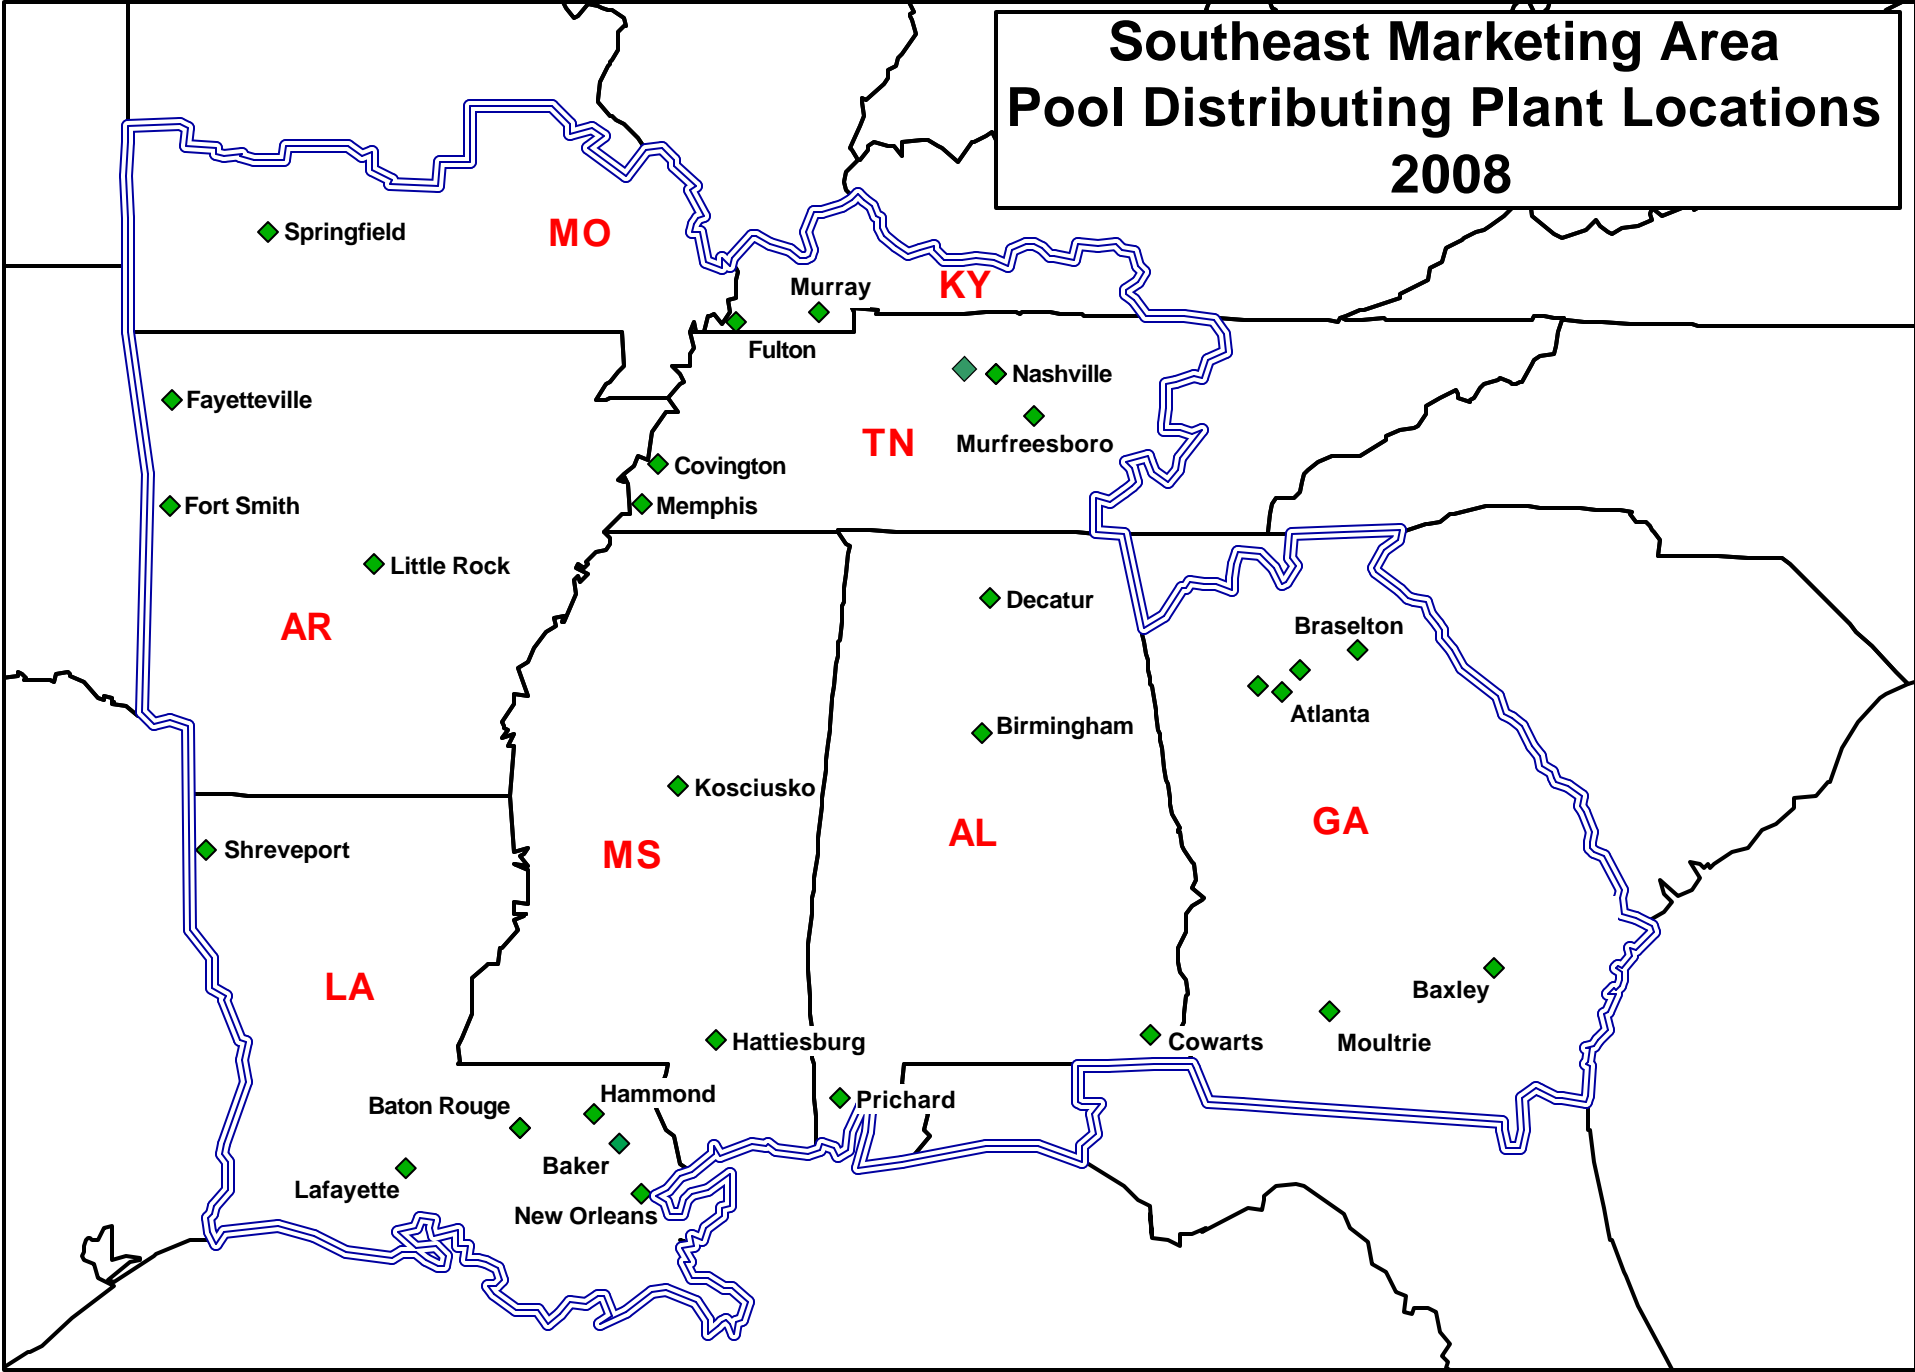 Southeast Marketing Area
Pool Distributing Plant Locations
2008
Springfield
MO
Murray
KY
Fulton
Fayetteville
Nashville
TN
Murfreesboro
Covington
Fort Smith
Memphis
Little Rock
Decatur
AR
Braselton
Atlanta
Birmingham
Kosciusko
GA
AL
Shreveport
MS
LA
Baxley
Hattiesburg
Cowarts
Moultrie
Hammond
Baton Rouge
Prichard
Baker
Lafayette
New Orleans